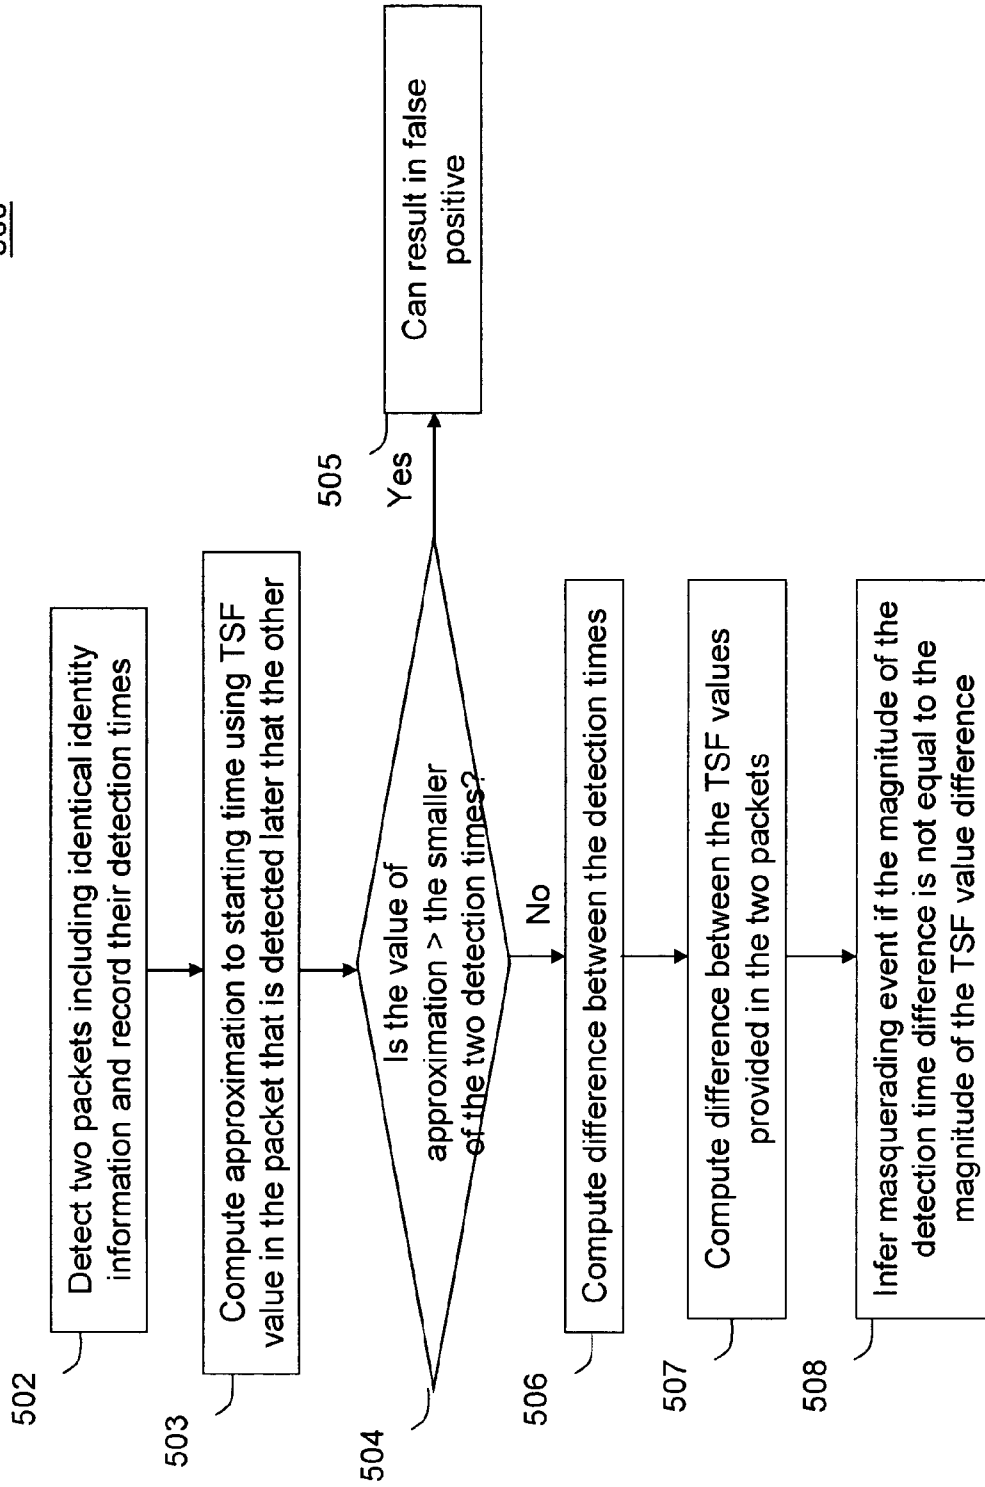 502
Detect two packets including identical identity
information and record their detection times
503
Compute approximation to starting time using TSF
value in the packet that is detected later that the other
504
Is the value of
approximation > the smaller
of the two detection times?
Yes
505
Can result in false
positive
No
506
Compute difference between the detection times
507
Compute difference between the TSF values
provided in the two packets
508
Infer masquerading event if the magnitude of the
detection time difference is not equal to the
magnitude of the TSF value difference